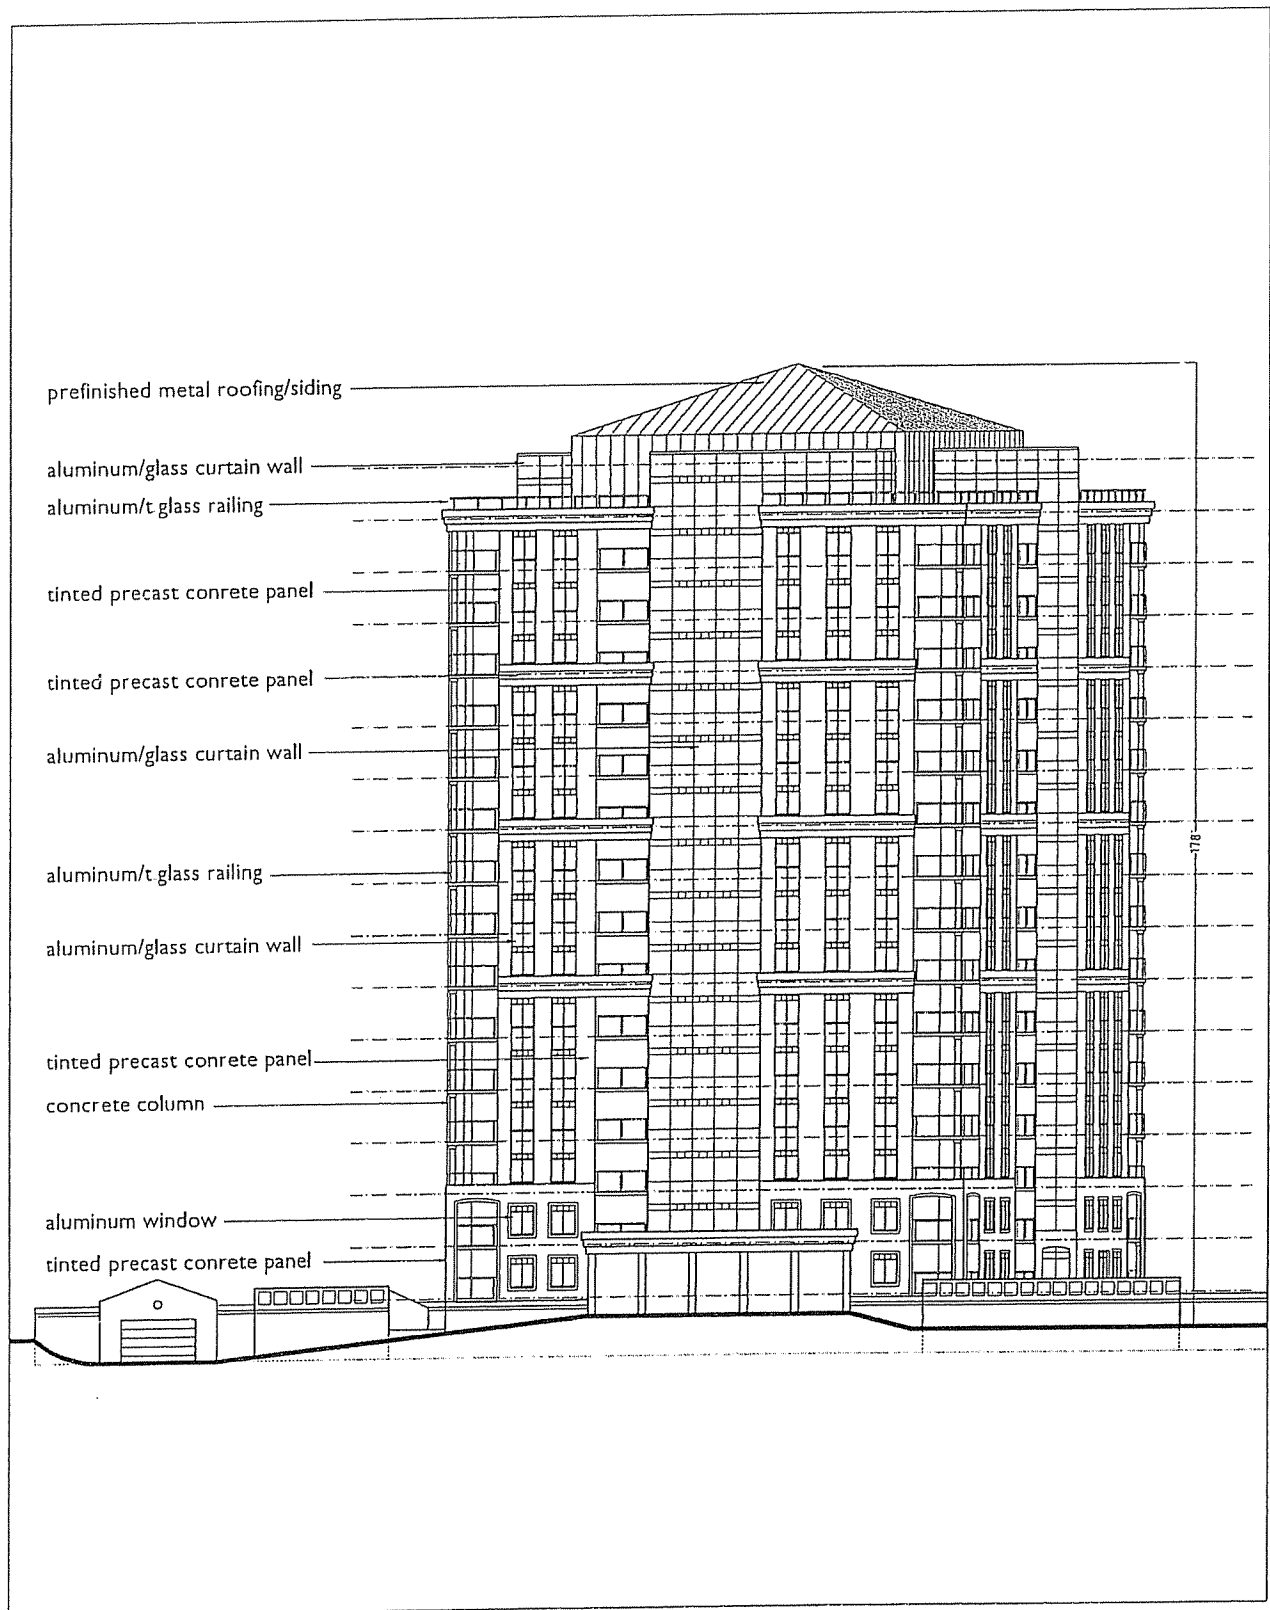 prefinished metal roofing/siding
aluminum/glass curtain wall
aluminum/t.glass railing
tinted precast conrete panel
tinted precast conrete panel
aluminum/glass curtain wall
178'
aluminum/t.glass railing
aluminum/glass curtain wall
tinted precast conrete panel
concrete column
aluminum window
tinted precast conrete panel